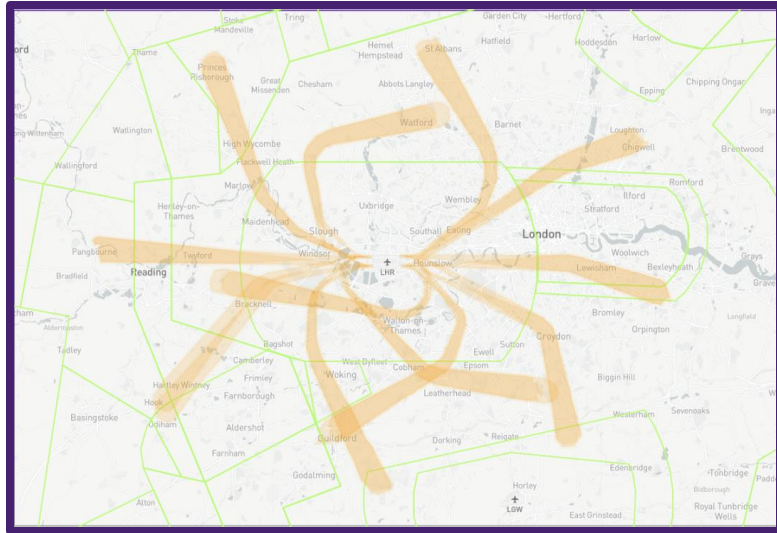 Garden City
Hertford
Tring
Stoke
Mandeville
Harlow
Hoddesdon
Thame
Hemel
Hempstead
St Albans
Hatfield
Princes
Risborough
Great
Missenden
Chesham
Abbots Langley
Epping
Chipping Ongar
Watlington
Watford
Barnet
Loughton
Chigwell
Brentwood
High Wycombe
Flackwell Heath
Wallingford
Marlow
Romford
Uxbridge
Wembley
Ilford
Henley-on-
Thames
Stratford
Maidenhead
Slough
Southall
Ealing
London
Pangbourne
Twyford
Windsor
Hounslow
Woolwich
Grays
LHR
Lewisham
Bexleyheath
Reading
Bradfield
Bracknell
Bromley
Longfield
Walton-on-
Thames
Croydon
Orpington
Bagshot
Sutton
Tadley
Camberley
West Byfleet
Ewell
Cobham
Epsom
Woking
Frimley
Biggin Hill
Hartley Wintney
Leatherhead
Farnborough
Hook
Basingstoke
Odiham
Aldershot
Westerham
Sevenoaks
Guildford
Dorking
Reigate
Farnham
Edenbridge
Tonbridge
Godalming
Horley
Alton
LGW
East Grinstead
Royal Tunbridge
Wells